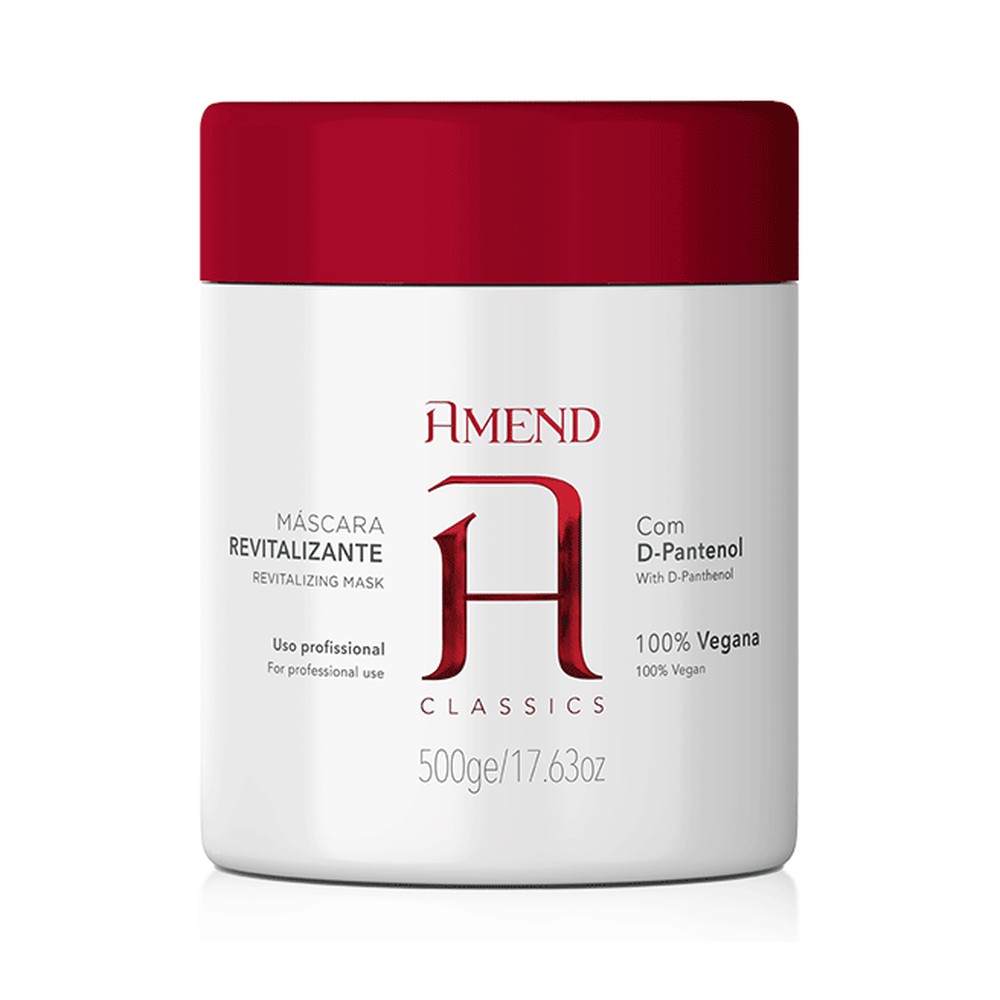 AMEND
A
CLASSICS
500ge/17.63oz
MÁSCARA
REVITALIZANTE
REVITALIZING MASK
Uso profissional
For professional use
Com
D-Pantenol
With D-Panthenol
100% Vegana
100% Vegan